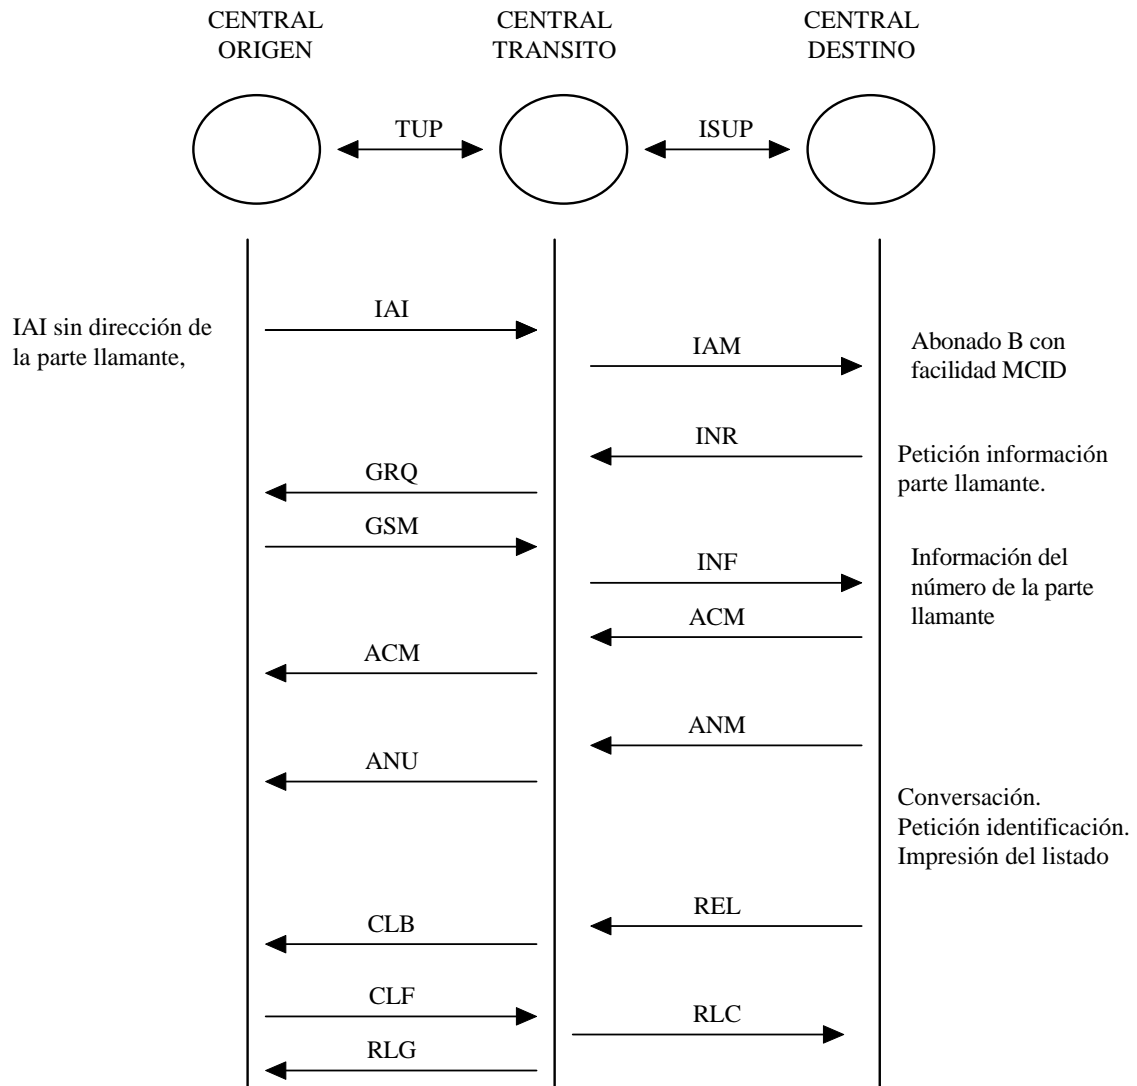 CENTRAL
ORIGEN
CENTRAL
TRANSITO
CENTRAL
DESTINO
TUP
ISUP
IAI sin dirección de
la parte llamante,
IAI
IAM
Abonado B con
facilidad MCID
INR
Petición información
parte llamante.
GRQ
GSM
INF
Información del
número de la parte
llamante
ACM
ACM
ANM
ANU
Conversación.
Petición identificación.
Impresión del listado
REL
CLB
CLF
RLC
RLG